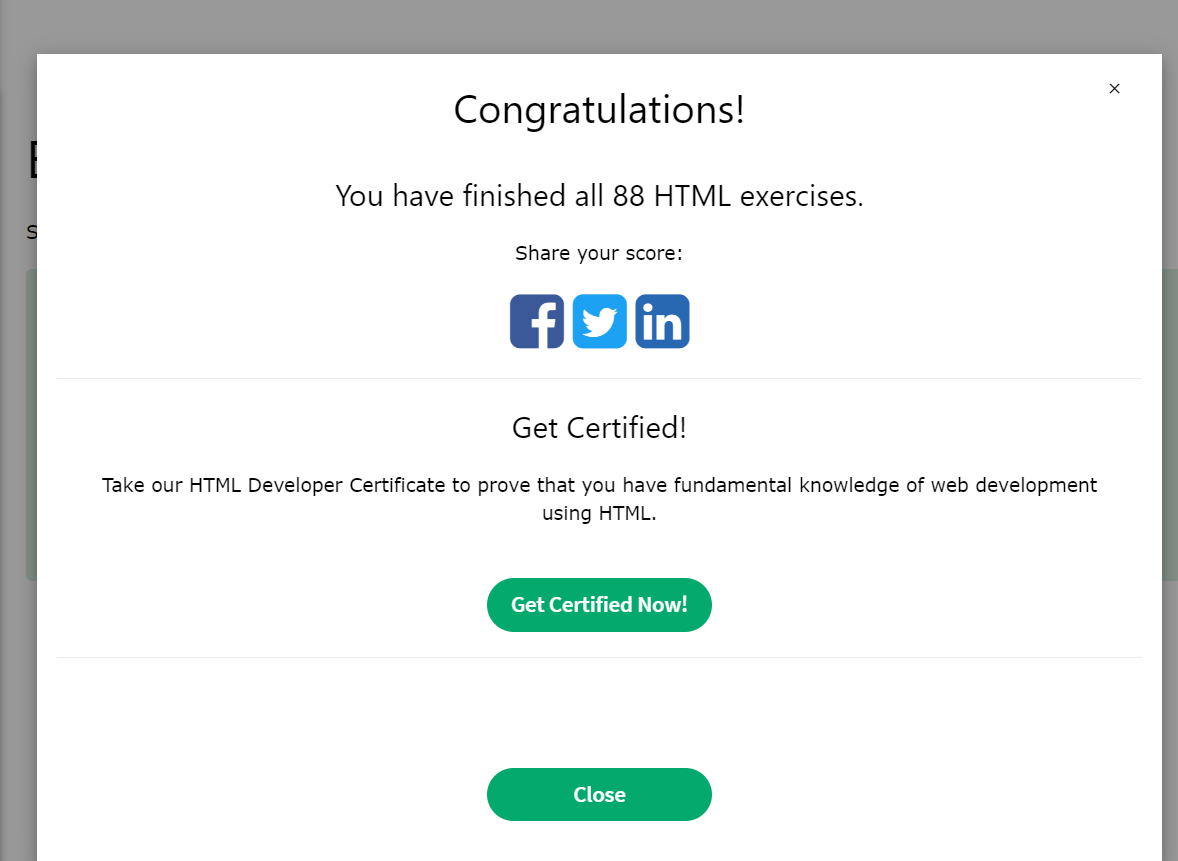 ×
Congratulations!
You have finished all 88 HTML exercises.
Share your score:
Get Certified!
Take our HTML Developer Certificate to prove that you have fundamental knowledge of web development
using HTML.
Get Certified Now!
Close